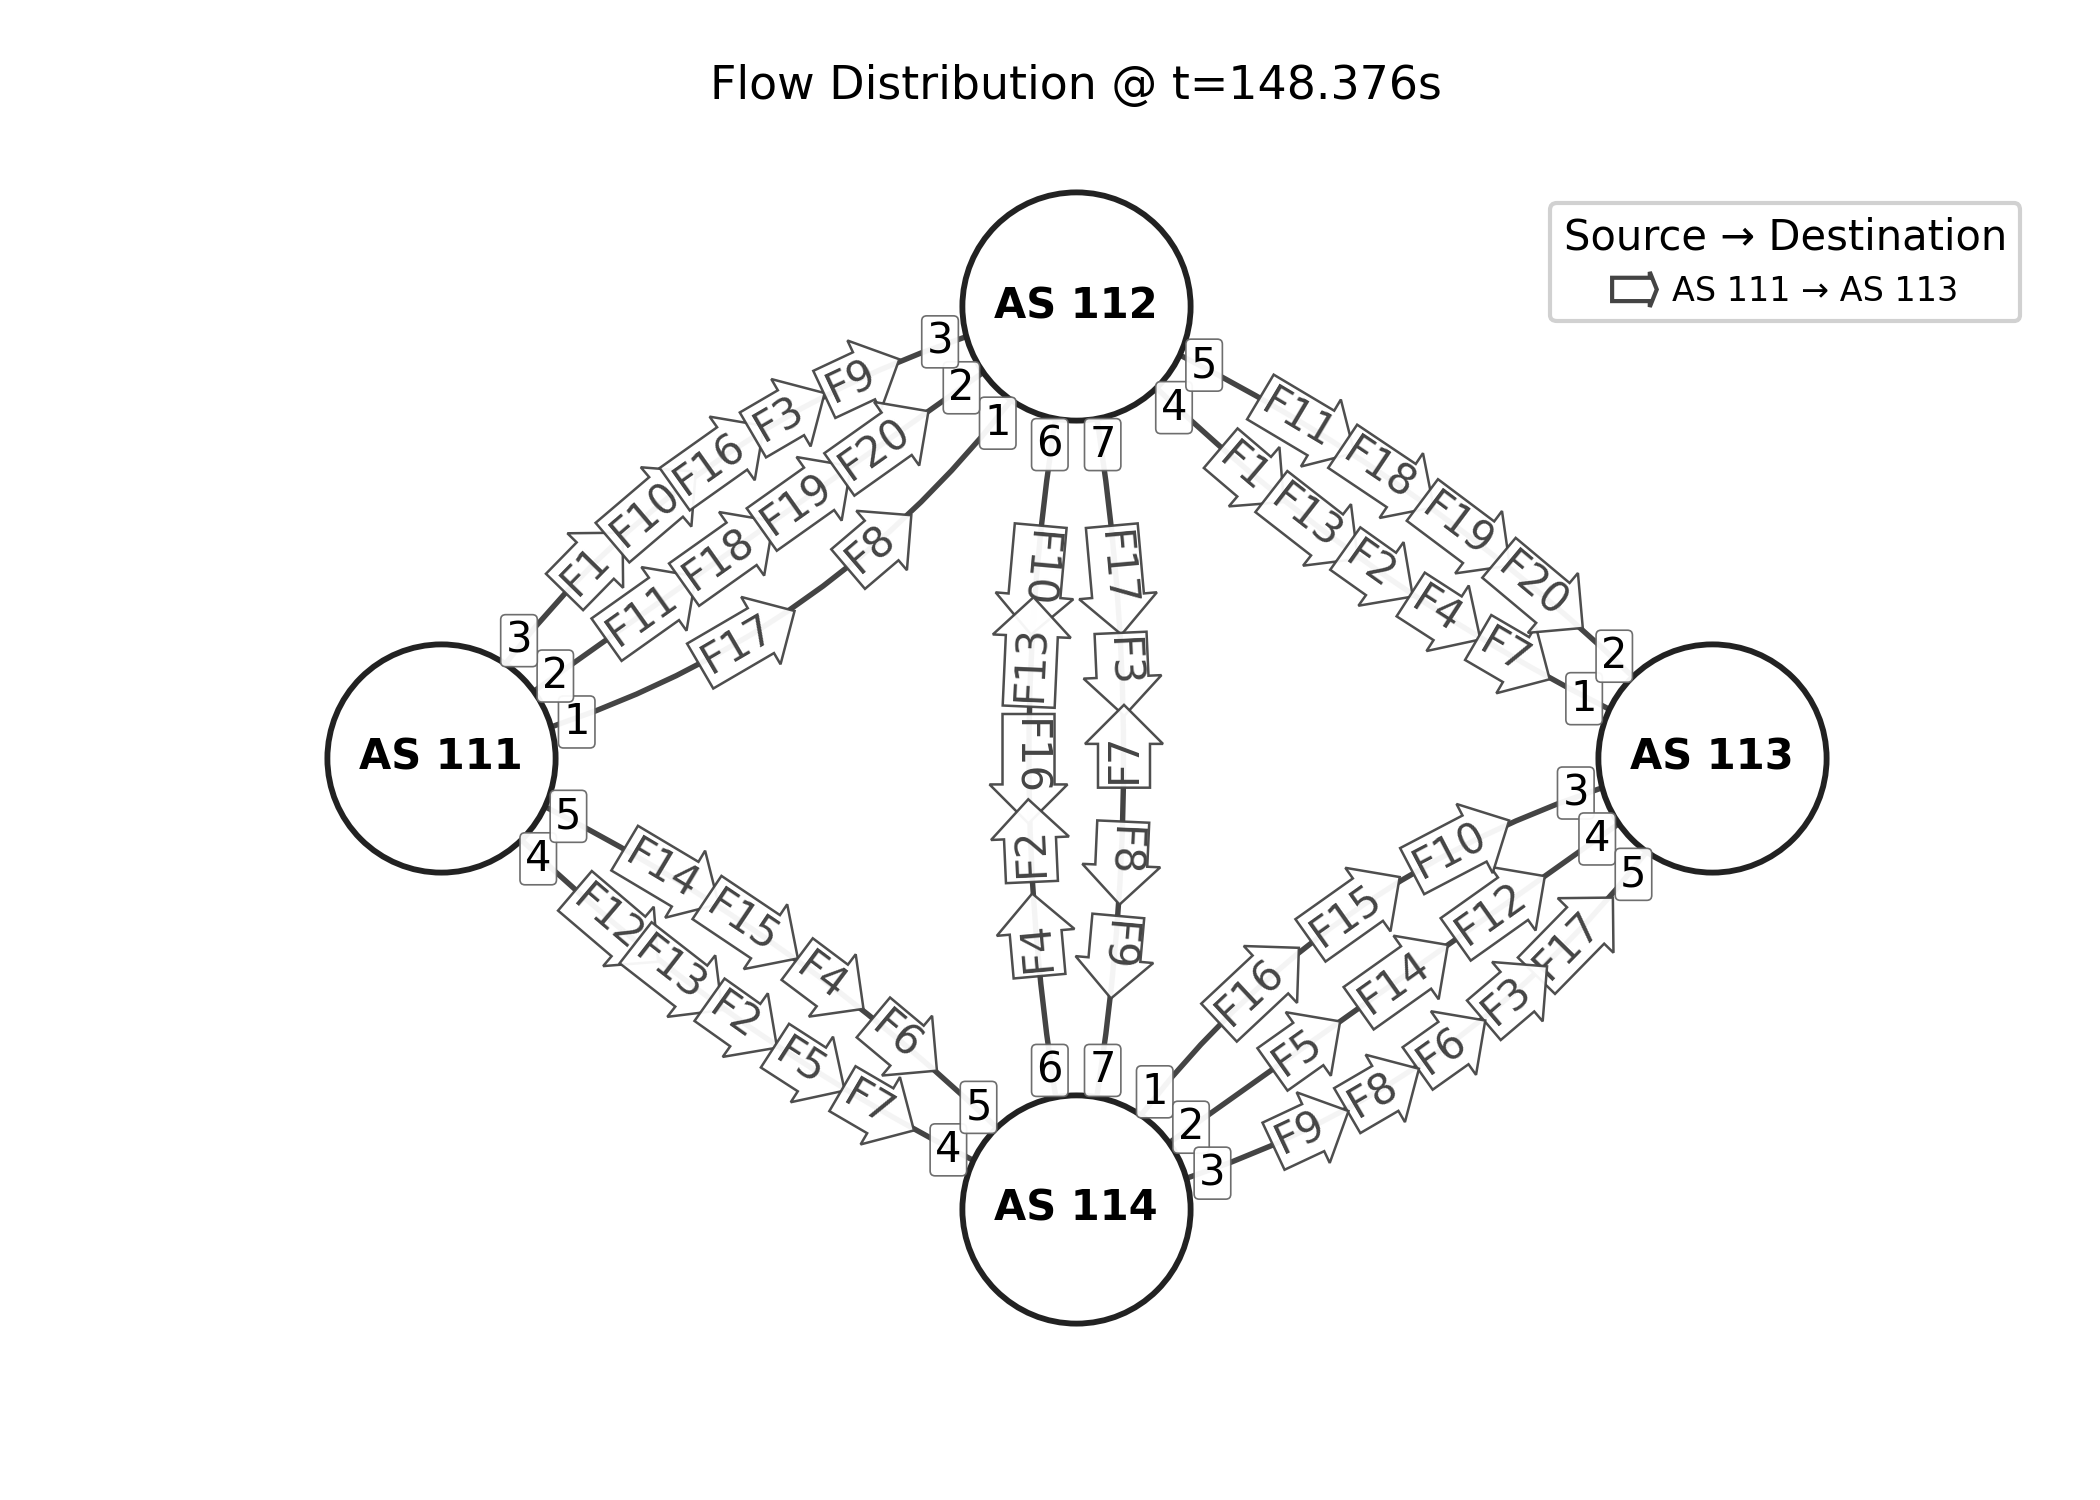 Flow Distribution @ t=148.376s
Source → Destination
AS 111 → AS 113
AS 112
AS 111
AS 113
AS 114
3
2
1
3
2
1
F1
F10
F16
F3
F9
F11
F18
F19
F20
F17
F8
5
4
2
1
F11
F18
F19
F20
F1
F13
F2
F4
F7
6
7
6
7
F10
F13
F16
F2
F4
F17
F3
F7
F8
F9
5
4
5
4
F14
F15
F4
F6
F12
F13
F2
F5
F7
3
4
5
1
2
3
F16
F15
F10
F5
F14
F12
F9
F8
F6
F3
F17